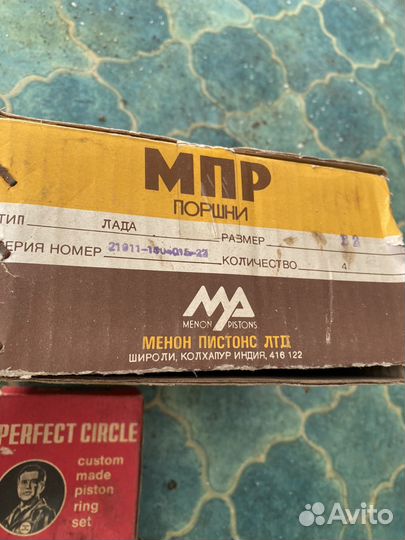 МПР
ПОРШНИ
ТИП ЛАДА РАЗМЕР
СЕРИЯ НОМЕР КОЛИЧЕСТВО 4
MENON PISTONS
МЕНОН ПИСТОНС ЛТД
ШИРОЛИ, КОЛХАПУР ИНДИЯ, 416 122
PERFECT CIRCLE
custom
made
piston
ring
set
Avito